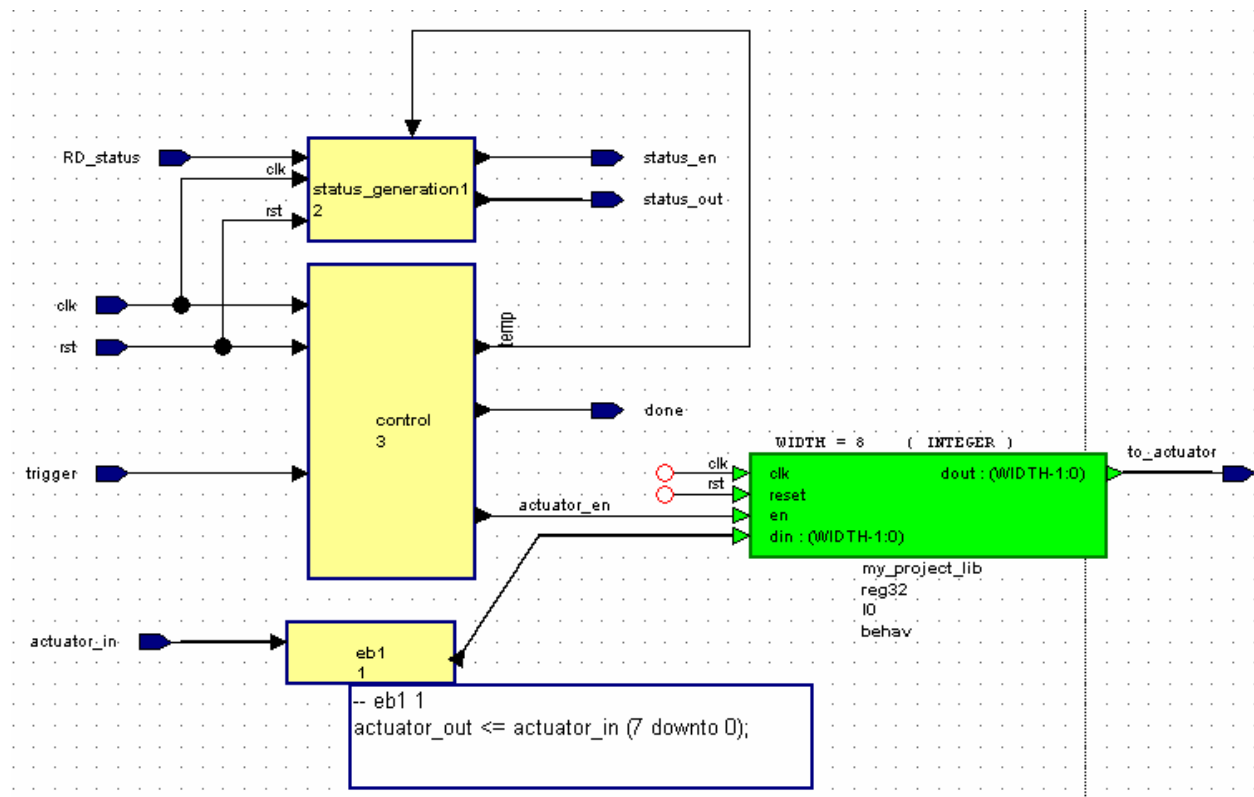 RD_status
clk
rst
status_generation1
2
status_en
status_out
clk
rst
trigger
control
3
temp
done
actuator_en
WIDTH = 8 ( INTEGER )
clk
rst
clk
reset
en
din : (WIDTH-1:0)
dout : (WIDTH-1:0)
to_actuator
my_project_lib
reg32
I0
behav
actuator_in
eb1
1
-- eb1 1
actuator_out <= actuator_in (7 downto 0);